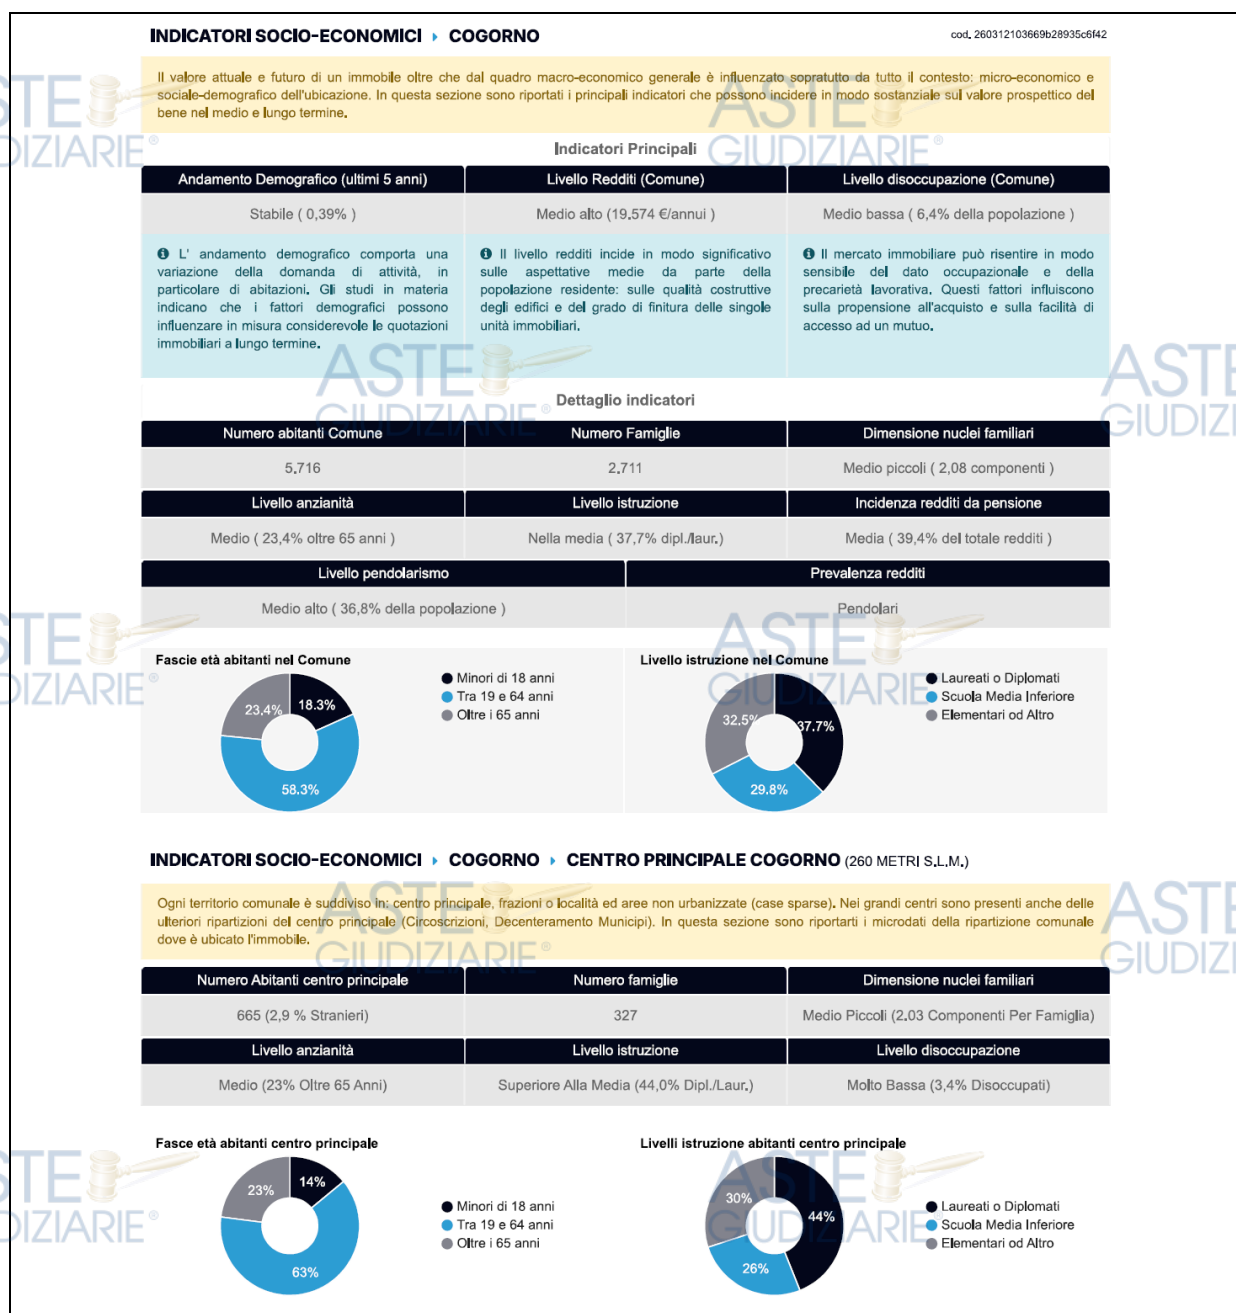 INDICATORI SOCIO-ECONOMICI ▸ COGORNO
cod. 260312103669b28935c6f42
Il valore attuale e futuro di un immobile oltre che dal quadro macro-economico generale è influenzato sopratutto da tutto il contesto: micro-economico e
sociale-demografico dell'ubicazione. In questa sezione sono riportati i principali indicatori che possono incidere in modo sostanziale sul valore prospettico del
bene nel medio e lungo termine.
Indicatori Principali
Andamento Demografico (ultimi 5 anni)
Livello Redditi (Comune)
Livello disoccupazione (Comune)
Stabile ( 0,39% )
Medio alto (19.574 €/annui )
Medio bassa ( 6,4% della popolazione )
L' andamento demografico comporta una
variazione della domanda di attività, in
particolare di abitazioni. Gli studi in materia
indicano che i fattori demografici possono
influenzare in misura considerevole le quotazioni
immobiliari a lungo termine.
Il livello redditi incide in modo significativo
sulle aspettative medie da parte della
popolazione residente: sulle qualità costruttive
degli edifici e del grado di finitura delle singole
unità immobiliari.
Il mercato immobiliare può risentire in modo
sensibile del dato occupazionale e della
precarietà lavorativa. Questi fattori influiscono
sulla propensione all'acquisto e sulla facilità di
accesso ad un mutuo.
Dettaglio indicatori
Numero abitanti Comune
Numero Famiglie
Dimensione nuclei familiari
5.716
2.711
Medio piccoli ( 2,08 componenti )
Livello anzianità
Livello istruzione
Incidenza redditi da pensione
Medio ( 23,4% oltre 65 anni )
Nella media ( 37,7% dipl./laur.)
Media ( 39,4% del totale redditi )
Livello pendolarismo
Prevalenza redditi
Medio alto ( 36,8% della popolazione )
Pendolari
Fascie età abitanti nel Comune
Minori di 18 anni
Tra 19 e 64 anni
Oltre i 65 anni
23.4%
18.3%
58.3%
Livello istruzione nel Comune
Laureati o Diplomati
Scuola Media Inferiore
Elementari od Altro
32.5%
37.7%
29.8%
INDICATORI SOCIO-ECONOMICI ▸ COGORNO ▸ CENTRO PRINCIPALE COGORNO (260 METRI S.L.M.)
Ogni territorio comunale è suddiviso in: centro principale, frazioni o località ed aree non urbanizzate (case sparse). Nei grandi centri sono presenti anche delle
ulteriori ripartizioni del centro principale (Circoscrizioni, Decenteramento Municipi). In questa sezione sono riportarti i microdati della ripartizione comunale
dove è ubicato l'immobile.
Numero Abitanti centro principale
Numero famiglie
Dimensione nuclei familiari
665 (2,9 % Stranieri)
327
Medio Piccoli (2.03 Componenti Per Famiglia)
Livello anzianità
Livello istruzione
Livello disoccupazione
Medio (23% Oltre 65 Anni)
Superiore Alla Media (44,0% Dipl./Laur.)
Molto Bassa (3,4% Disoccupati)
Fasce età abitanti centro principale
23%
14%
63%
Minori di 18 anni
Tra 19 e 64 anni
Oltre i 65 anni
Livelli istruzione abitanti centro principale
30%
44%
26%
Laureati o Diplomati
Scuola Media Inferiore
Elementari od Altro
ASTE
GIUDIZIARIE®